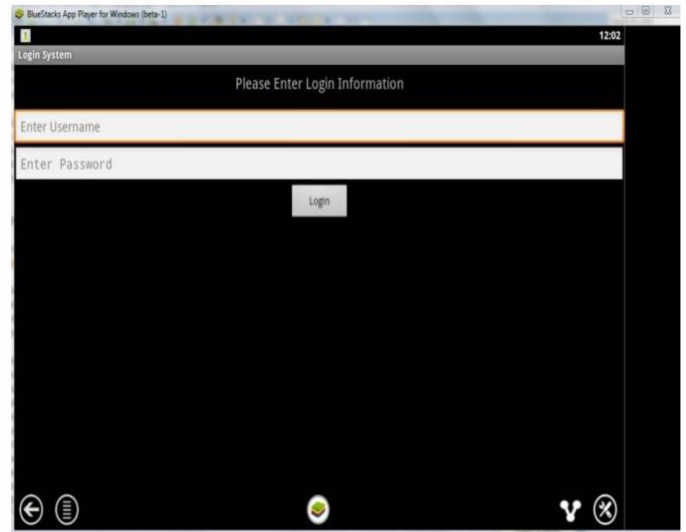 BlueStacks App Player for Windows (beta-1)
12:02
Login System
Please Enter Login Information
Enter Username
Enter Password
Login